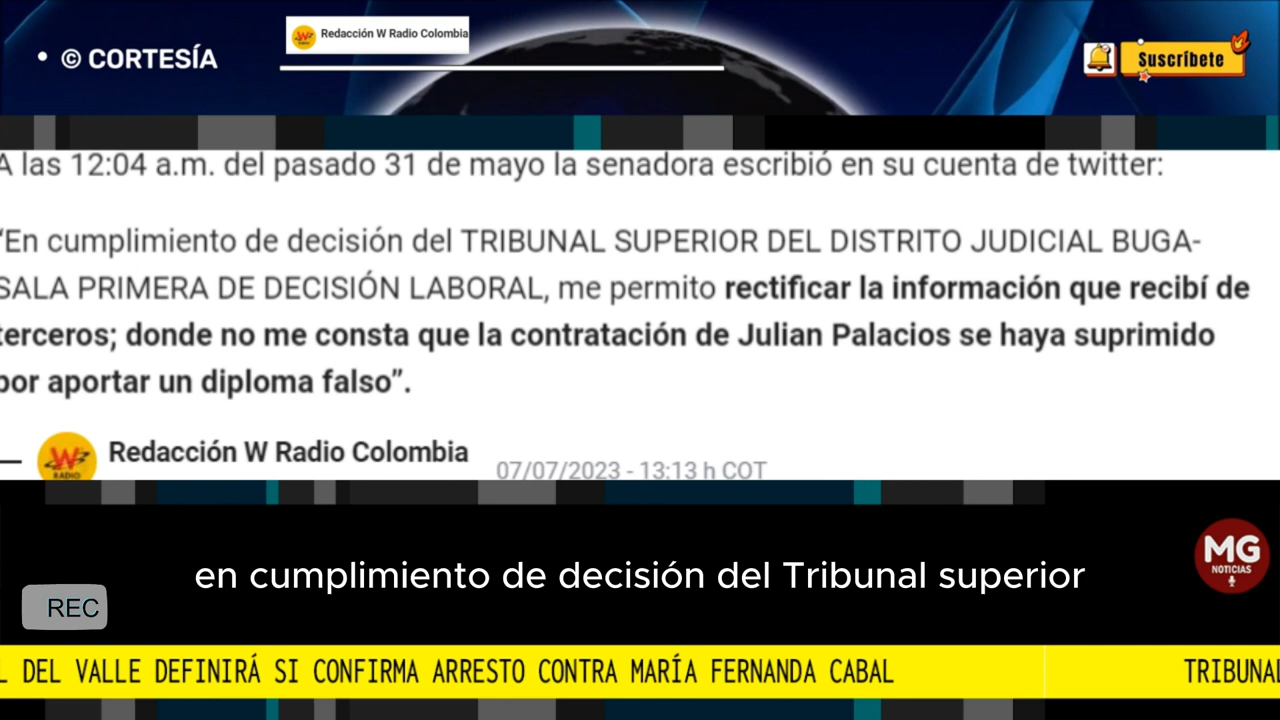 • © CORTESÍA
Redacción W Radio Colombia
Suscríbete
A las 12:04 a.m. del pasado 31 de mayo la senadora escribió en su cuenta de twitter:
“En cumplimiento de decisión del TRIBUNAL SUPERIOR DEL DISTRITO JUDICIAL BUGA-
SALA PRIMERA DE DECISIÓN LABORAL, me permito rectificar la información que recibí de
terceros; donde no me consta que la contratación de Julian Palacios se haya suprimido
por aportar un diploma falso”.
— W RADIO Redacción W Radio Colombia 07/07/2023 - 13:13 h COT
en cumplimiento de decisión del Tribunal superior
MG
NOTICIAS
REC
L DEL VALLE DEFINIRÁ SI CONFIRMA ARRESTO CONTRA MARÍA FERNANDA CABAL TRIBUNAL